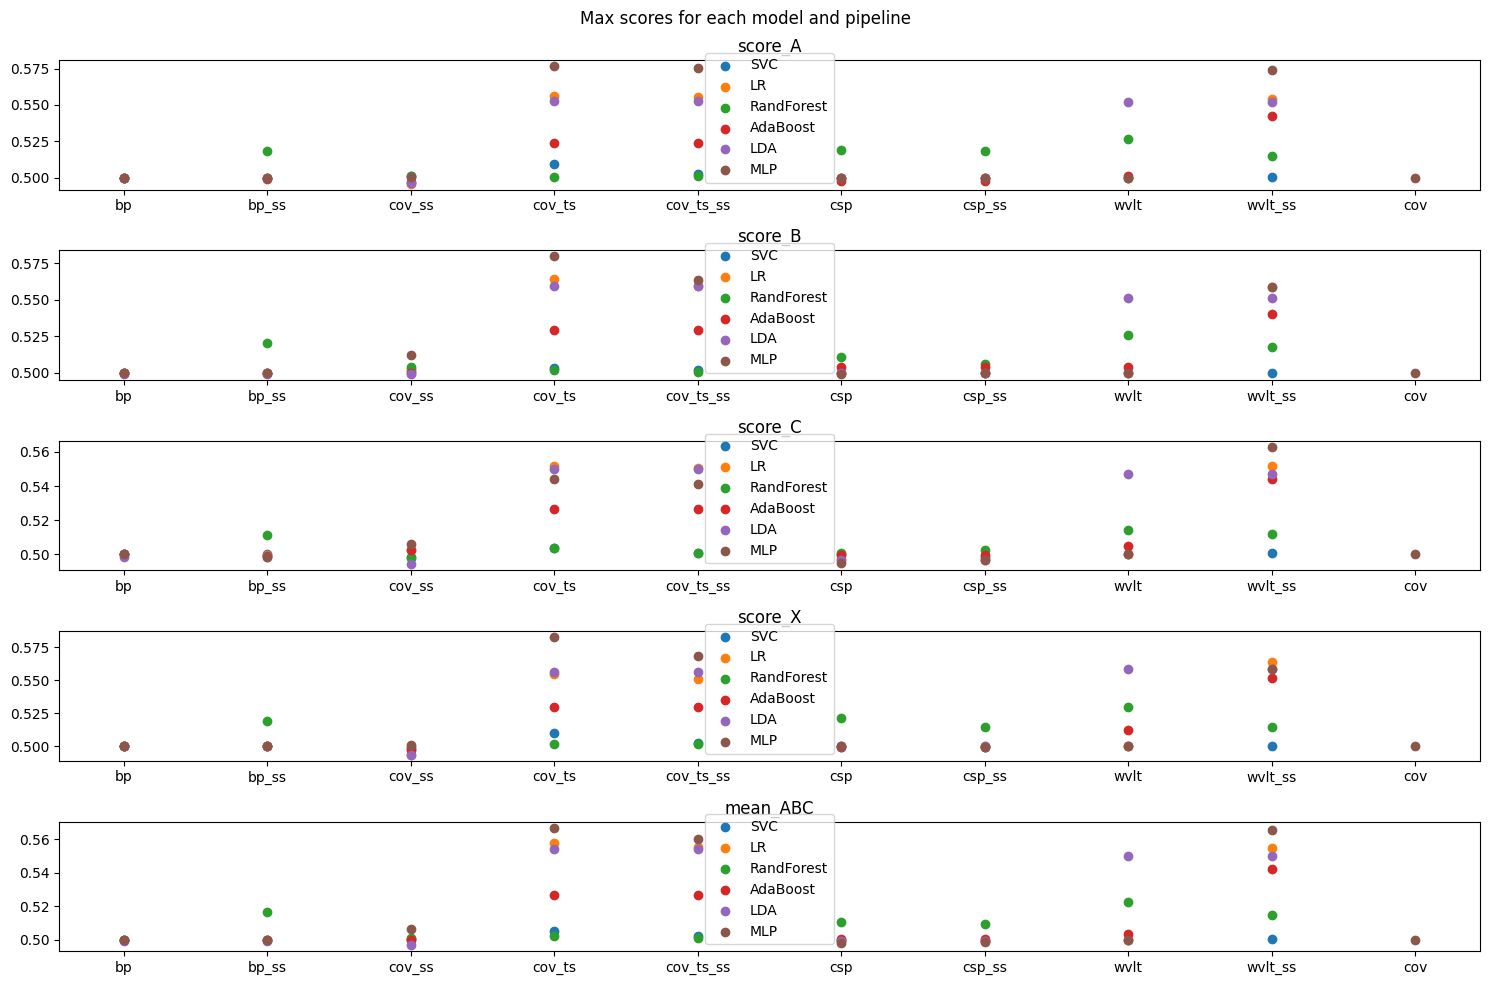 Max scores for each model and pipeline
score_A
0.575
0.550
0.525
0.500
SVC
LR
RandForest
AdaBoost
LDA
MLP
bp bp_ss cov_ss cov_ts cov_ts_ss csp csp_ss wvlt wvlt_ss cov
score_B
0.575
0.550
0.525
0.500
SVC
LR
RandForest
AdaBoost
LDA
MLP
bp bp_ss cov_ss cov_ts cov_ts_ss csp csp_ss wvlt wvlt_ss cov
score_C
0.56
0.54
0.52
0.50
SVC
LR
RandForest
AdaBoost
LDA
MLP
bp bp_ss cov_ss cov_ts cov_ts_ss csp csp_ss wvlt wvlt_ss cov
score_X
0.575
0.550
0.525
0.500
SVC
LR
RandForest
AdaBoost
LDA
MLP
bp bp_ss cov_ss cov_ts cov_ts_ss csp csp_ss wvlt wvlt_ss cov
mean_ABC
0.56
0.54
0.52
0.50
SVC
LR
RandForest
AdaBoost
LDA
MLP
bp bp_ss cov_ss cov_ts cov_ts_ss csp csp_ss wvlt wvlt_ss cov